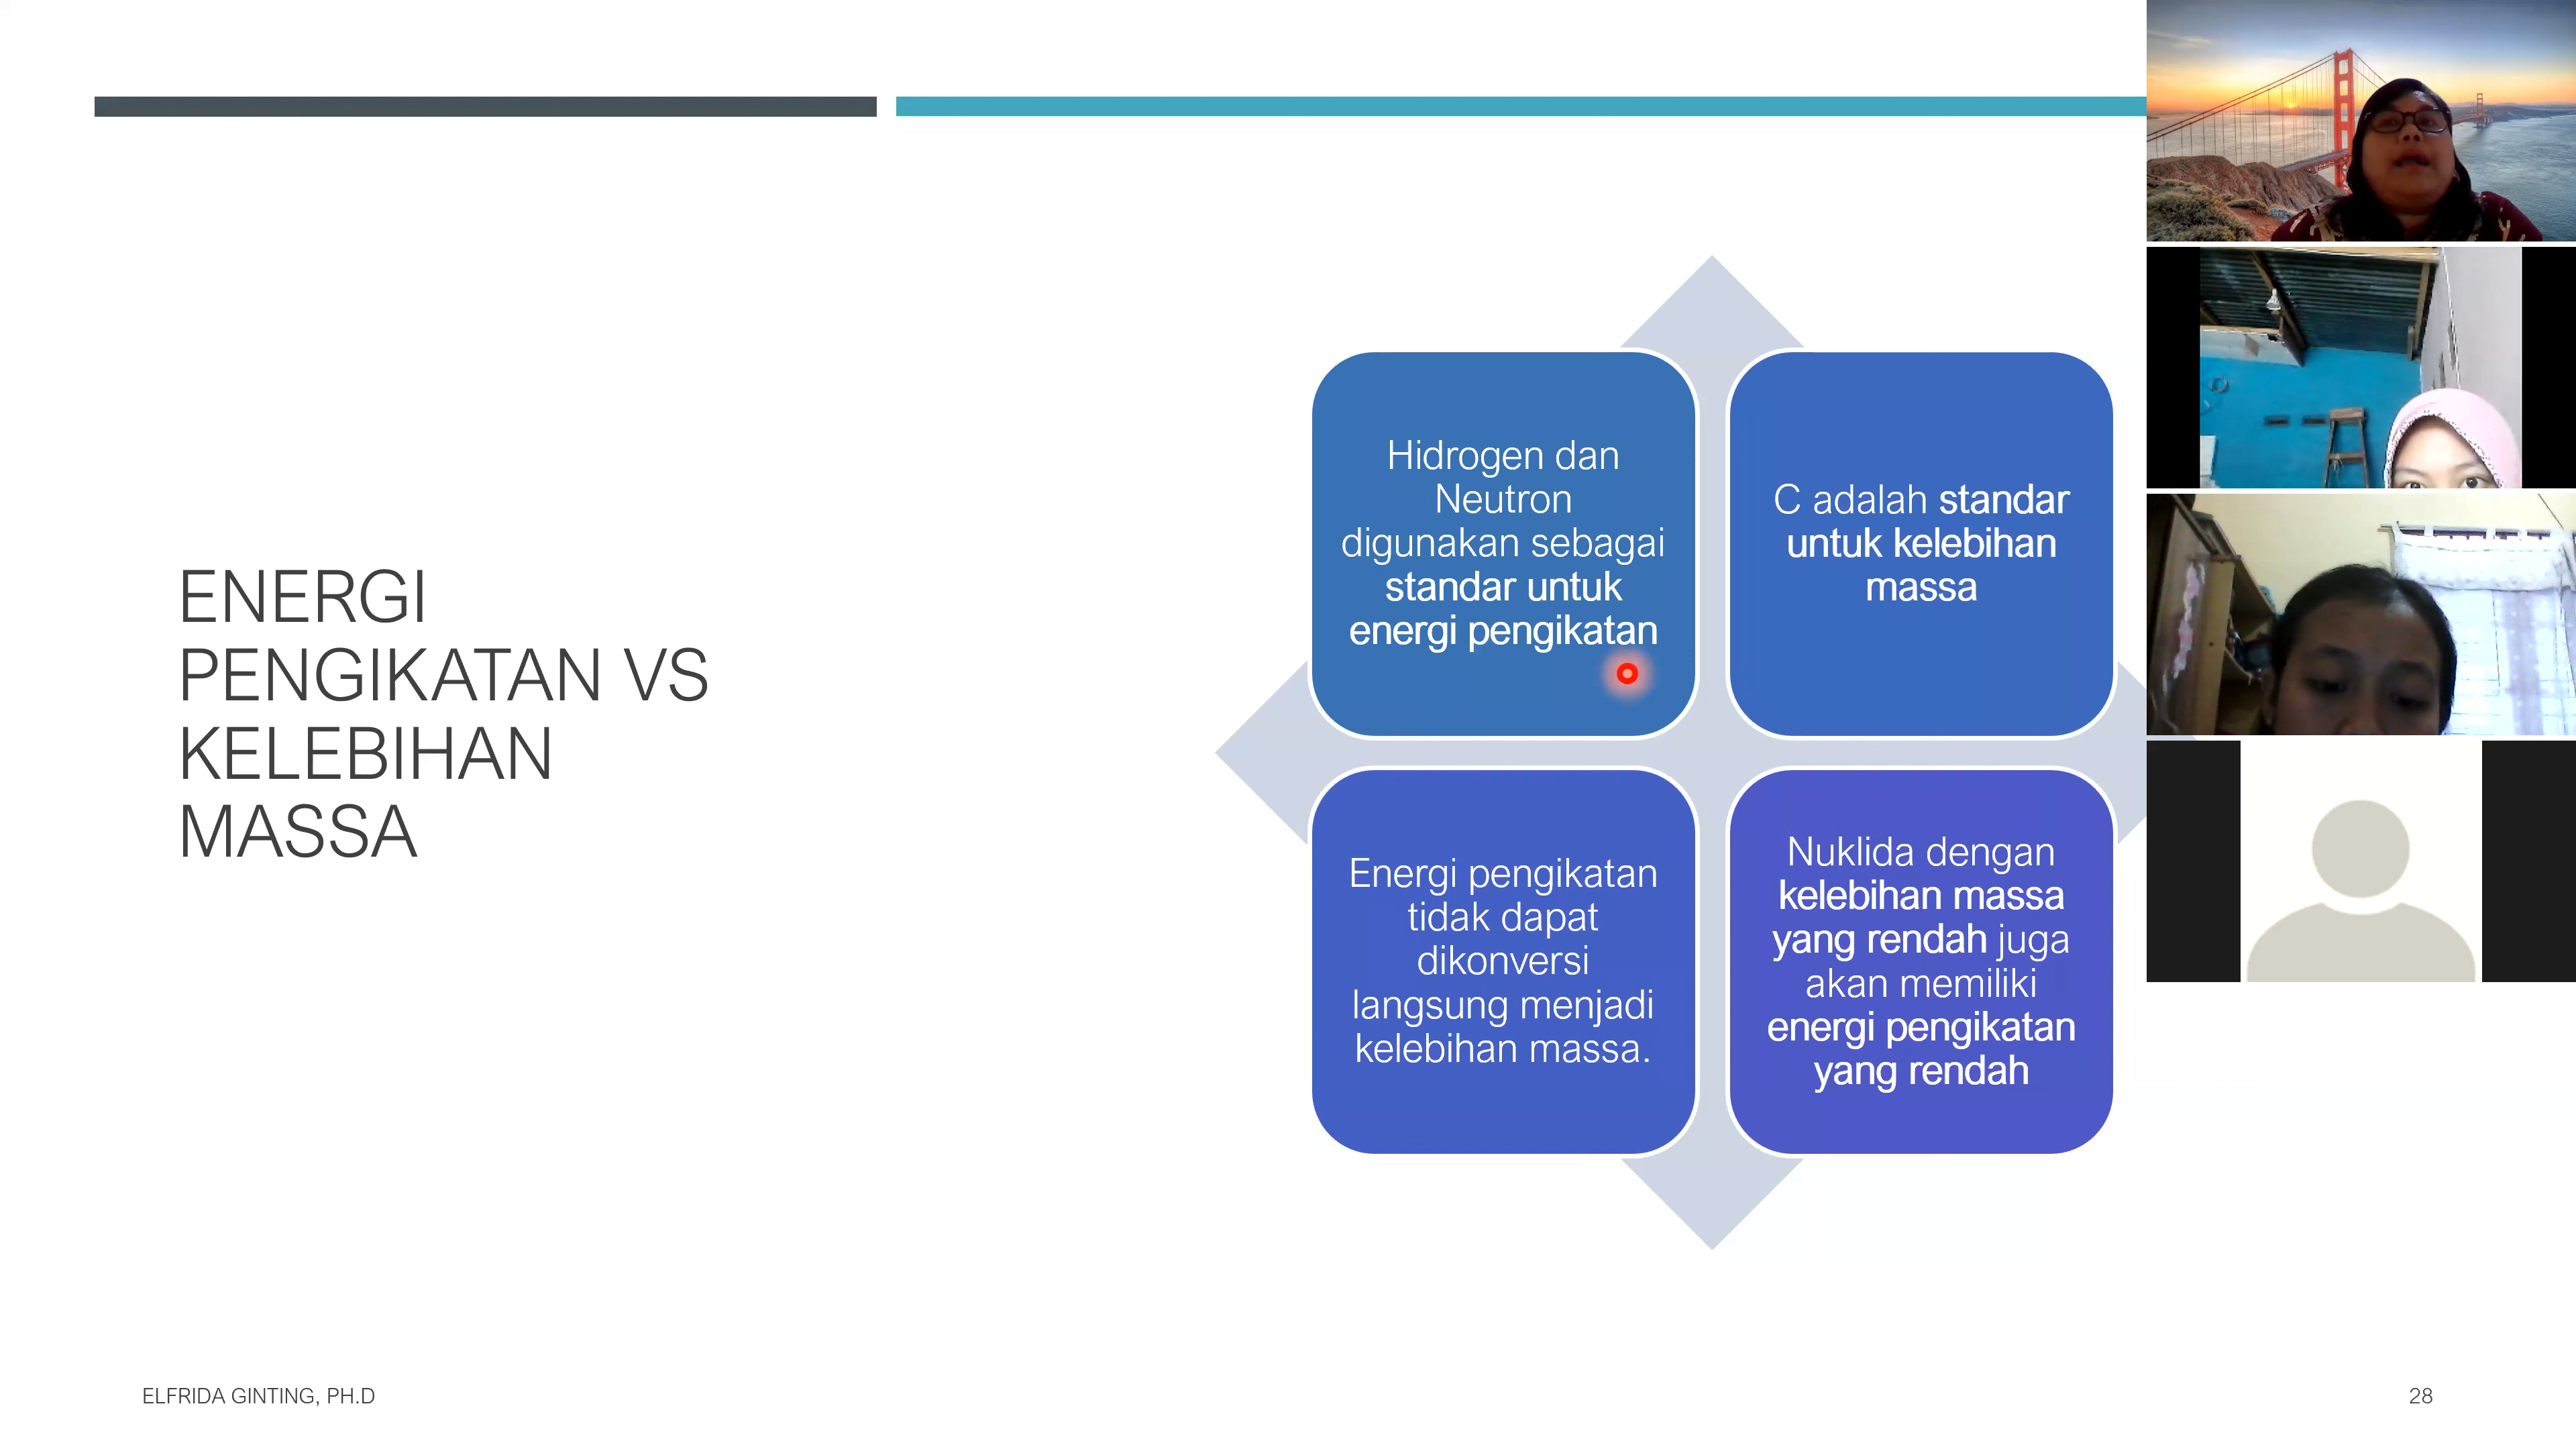 ENERGI
PENGIKATAN VS
KELEBIHAN
MASSA
Hidrogen dan
Neutron
digunakan sebagai
standar untuk
energi pengikatan
C adalah standar
untuk kelebihan
massa
Energi pengikatan
tidak dapat
dikonversi
langsung menjadi
kelebihan massa.
Nuklida dengan
kelebihan massa
yang rendah juga
akan memiliki
energi pengikatan
yang rendah
ELFRIDA GINTING, PH.D
28